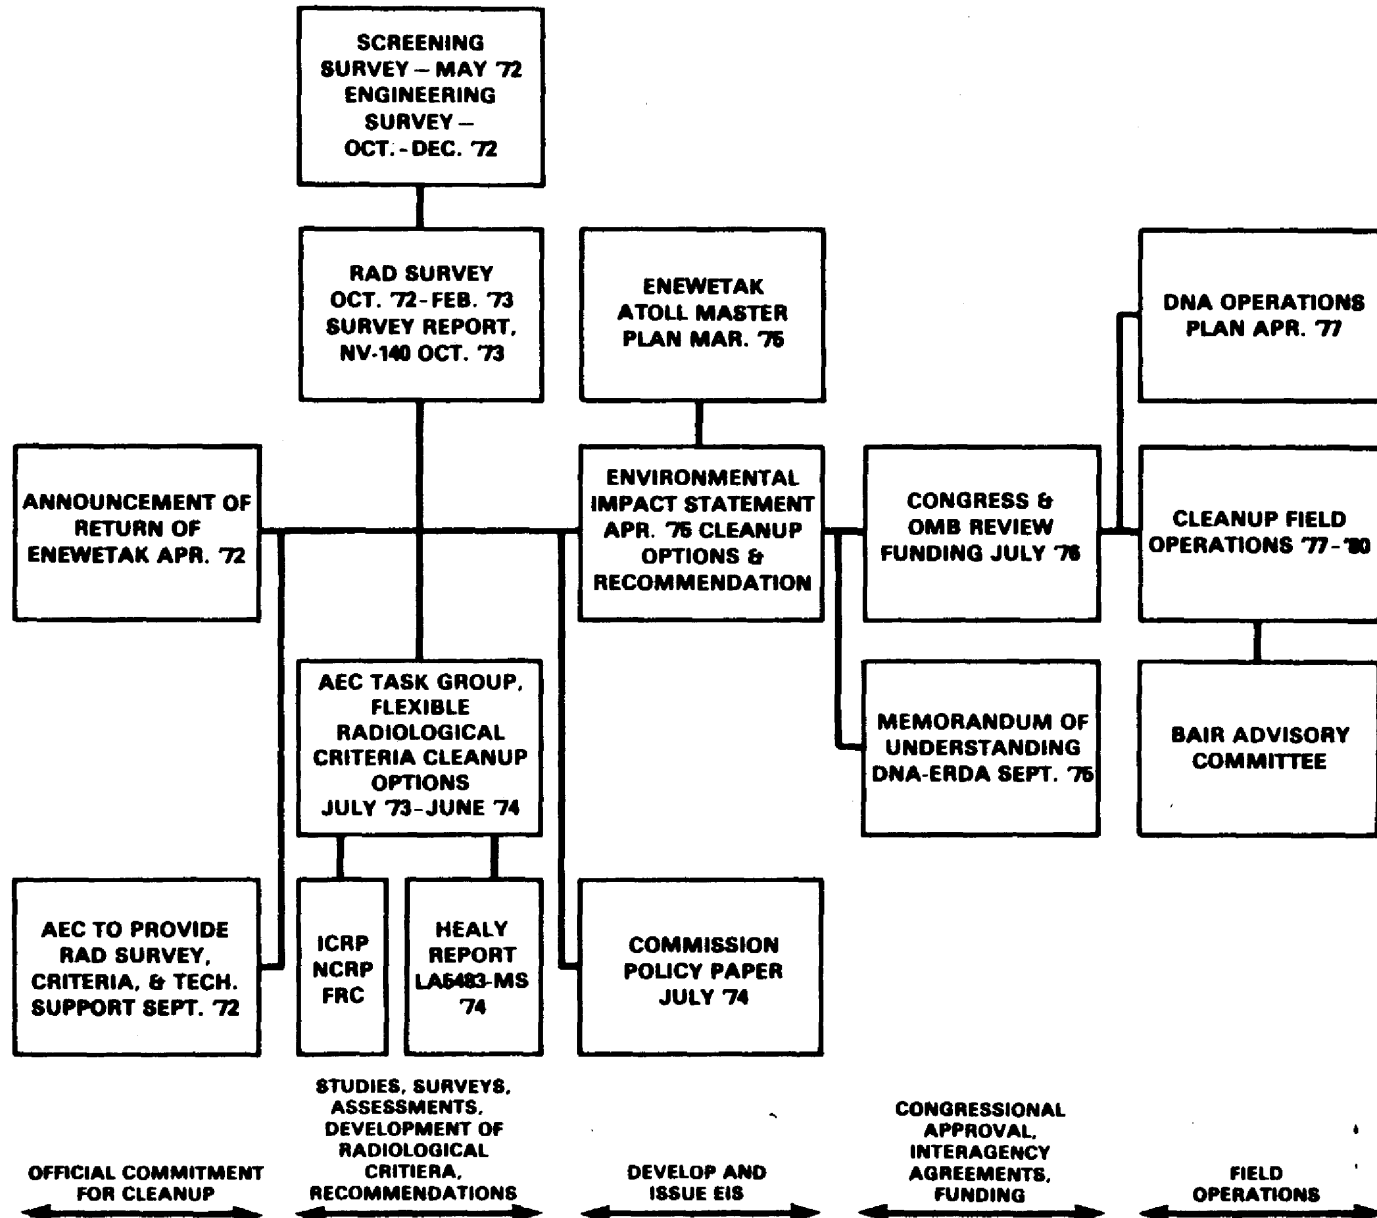 SCREENING
SURVEY – MAY '72
ENGINEERING
SURVEY –
OCT. - DEC. '72
RAD SURVEY
OCT. '72 - FEB. '73
SURVEY REPORT,
NV-140 OCT. '73
ENEWETAK
ATOLL MASTER
PLAN MAR. '75
DNA OPERATIONS
PLAN APR. '77
ANNOUNCEMENT OF
RETURN OF
ENEWETAK APR. '72
ENVIRONMENTAL
IMPACT STATEMENT
APR. '75 CLEANUP
OPTIONS &
RECOMMENDATION
CONGRESS &
OMB REVIEW
FUNDING JULY '76
CLEANUP FIELD
OPERATIONS '77 - '80
AEC TASK GROUP,
FLEXIBLE
RADIOLOGICAL
CRITERIA CLEANUP
OPTIONS
JULY '73 - JUNE '74
MEMORANDUM OF
UNDERSTANDING
DNA-ERDA SEPT. '75
BAIR ADVISORY
COMMITTEE
AEC TO PROVIDE
RAD SURVEY,
CRITERIA, & TECH.
SUPPORT SEPT. '72
ICRP
NCRP
FRC
HEALY
REPORT
LA5483-MS
'74
COMMISSION
POLICY PAPER
JULY '74
OFFICIAL COMMITMENT
FOR CLEANUP
STUDIES, SURVEYS,
ASSESSMENTS,
DEVELOPMENT OF
RADIOLOGICAL
CRITIERA,
RECOMMENDATIONS
DEVELOP AND
ISSUE EIS
CONGRESSIONAL
APPROVAL,
INTERAGENCY
AGREEMENTS,
FUNDING
FIELD
OPERATIONS